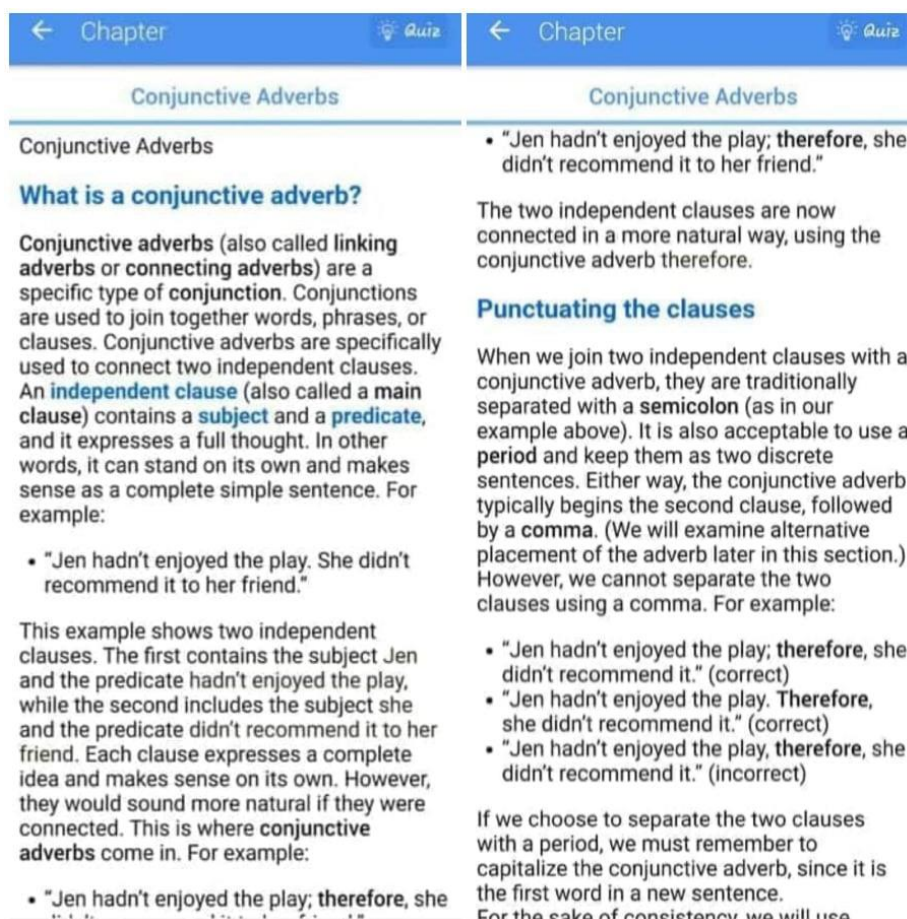 ← Chapter
Quiz
Conjunctive Adverbs
Conjunctive Adverbs
What is a conjunctive adverb?
Conjunctive adverbs (also called linking
adverbs or connecting adverbs) are a
specific type of conjunction. Conjunctions
are used to join together words, phrases, or
clauses. Conjunctive adverbs are specifically
used to connect two independent clauses.
An independent clause (also called a main
clause) contains a subject and a predicate,
and it expresses a full thought. In other
words, it can stand on its own and makes
sense as a complete simple sentence. For
example:
• "Jen hadn't enjoyed the play. She didn't
recommend it to her friend."
This example shows two independent
clauses. The first contains the subject Jen
and the predicate hadn't enjoyed the play,
while the second includes the subject she
and the predicate didn't recommend it to her
friend. Each clause expresses a complete
idea and makes sense on its own. However,
they would sound more natural if they were
connected. This is where conjunctive
adverbs come in. For example:
• "Jen hadn't enjoyed the play; therefore, she
← Chapter
Quiz
Conjunctive Adverbs
• "Jen hadn't enjoyed the play; therefore, she
didn't recommend it to her friend."
The two independent clauses are now
connected in a more natural way, using the
conjunctive adverb therefore.
Punctuating the clauses
When we join two independent clauses with a
conjunctive adverb, they are traditionally
separated with a semicolon (as in our
example above). It is also acceptable to use a
period and keep them as two discrete
sentences. Either way, the conjunctive adverb
typically begins the second clause, followed
by a comma. (We will examine alternative
placement of the adverb later in this section.)
However, we cannot separate the two
clauses using a comma. For example:
• "Jen hadn't enjoyed the play; therefore, she
didn't recommend it." (correct)
• "Jen hadn't enjoyed the play. Therefore,
she didn't recommend it." (correct)
• "Jen hadn't enjoyed the play, therefore, she
didn't recommend it." (incorrect)
If we choose to separate the two clauses
with a period, we must remember to
capitalize the conjunctive adverb, since it is
the first word in a new sentence.
For the sake of consistency, we will use